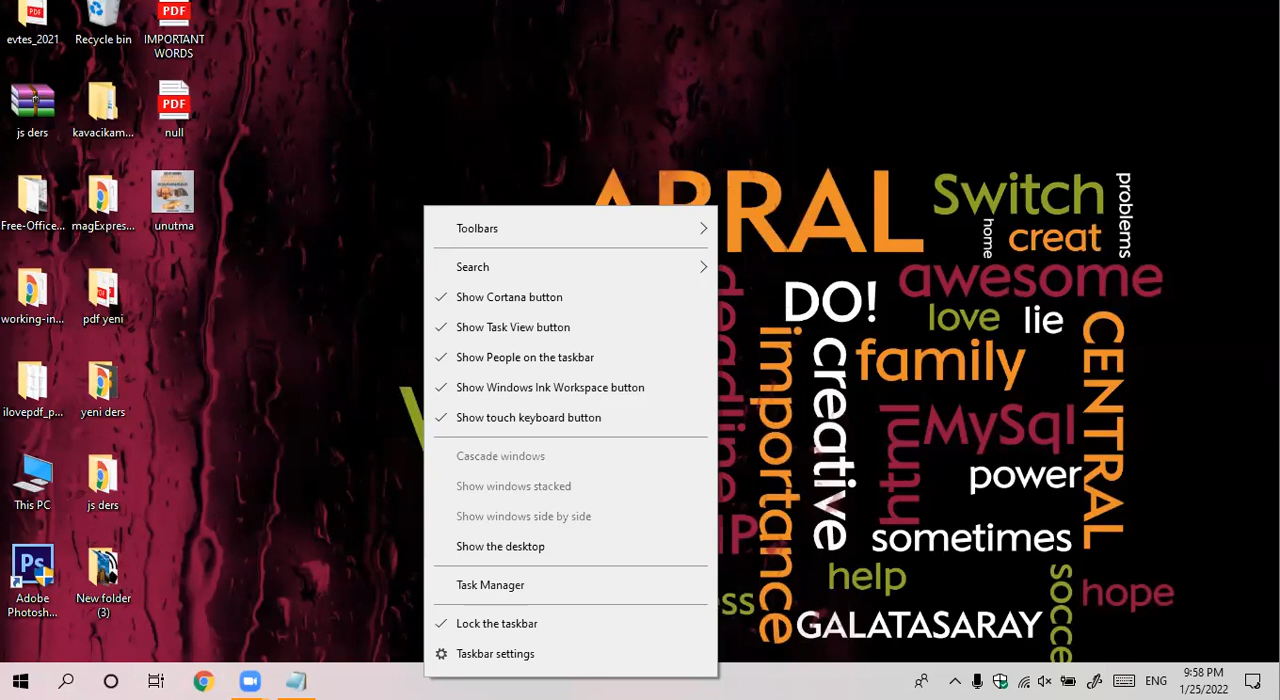 evtes_2021
Recycle bin
IMPORTANT
WORDS
PDF
js ders
kavacikam...
PDF
null
Free-Office...
magExpres...
unutma
working-in...
PDF
pdf yeni
ilovepdf_p...
yeni ders
This PC
js ders
Ps
Adobe
Photosh...
New folder
(3)
Toolbars
Search
Show Cortana button
Show Task View button
Show People on the taskbar
Show Windows Ink Workspace button
Show touch keyboard button
Cascade windows
Show windows stacked
Show windows side by side
Show the desktop
Task Manager
Lock the taskbar
Taskbar settings
Switch
problems
home
creat
awesome
DO!
love
lie
family
CENTRAL
importance
creative
deadline
html
MySql
power
sometimes
help
soccer
hope
GALATASARAY
ENG
9:58 PM
1/25/2022